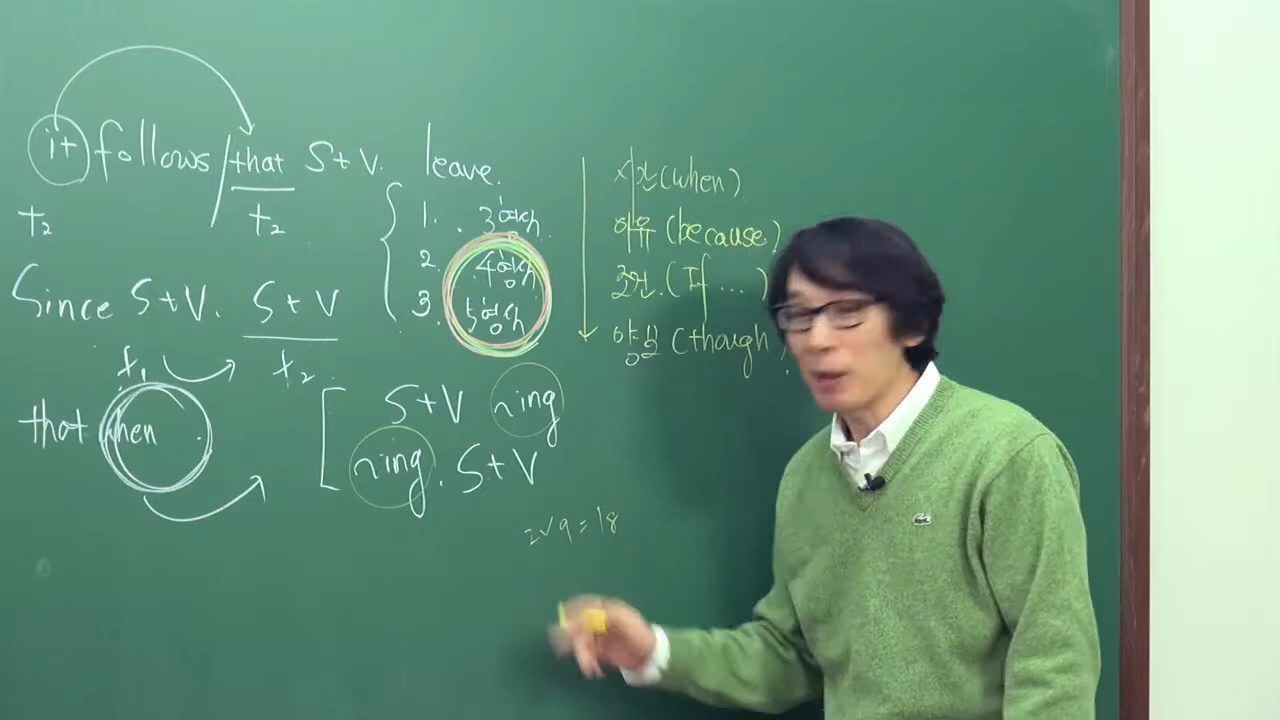 it follows / that S+V. leave.
t2 t2
1. 3형식
2. 4형식
3. 5형식
Since S+V. S+V
t1 t2
that when
S+V ~ing
~ing. S+V
(when)
이유 (because)
조건. (If ...)
양보 (though
2√9=18